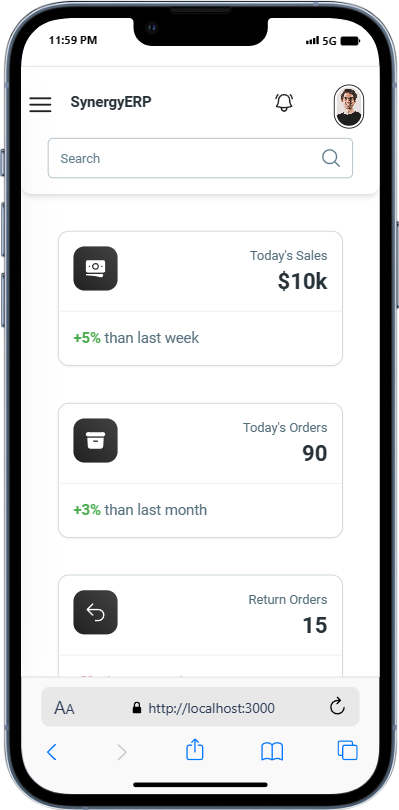 11:59 PM
5G
SynergyERP
Search
Today's Sales
$10k
+5% than last week
Today's Orders
90
+3% than last month
Return Orders
15
AA
http://localhost:3000